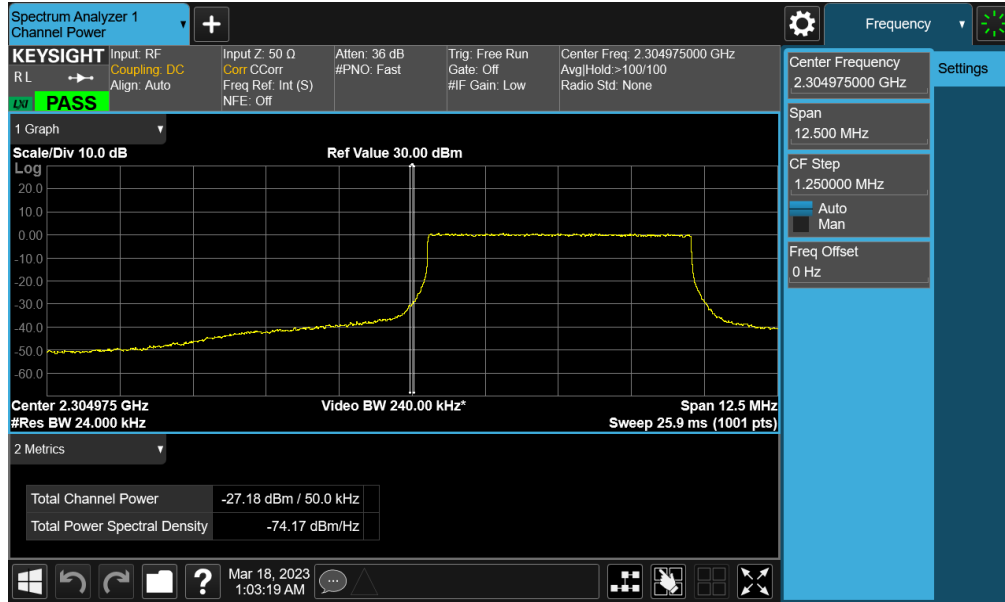 Spectrum Analyzer 1
Channel Power
+
Frequency
KEYSIGHT
R L
LXI
PASS
Input: RF
Coupling: DC
Align: Auto
Input Z: 50 Ω
Corr CCorr
Freq Ref: Int (S)
NFE: Off
Atten: 36 dB
#PNO: Fast
Trig: Free Run
Gate: Off
#IF Gain: Low
Center Freq: 2.304975000 GHz
Avg|Hold:>100/100
Radio Std: None
Center Frequency
2.304975000 GHz
Settings
Span
12.500 MHz
CF Step
1.250000 MHz
Auto
Man
Freq Offset
0 Hz
1 Graph
Scale/Div 10.0 dB
Ref Value 30.00 dBm
Log
20.0
10.0
0.00
-10.0
-20.0
-30.0
-40.0
-50.0
-60.0
Center 2.304975 GHz
Video BW 240.00 kHz*
Span 12.5 MHz
#Res BW 24.000 kHz
Sweep 25.9 ms (1001 pts)
2 Metrics
Total Channel Power -27.18 dBm / 50.0 kHz
Total Power Spectral Density -74.17 dBm/Hz
?
Mar 18, 2023
1:03:19 AM